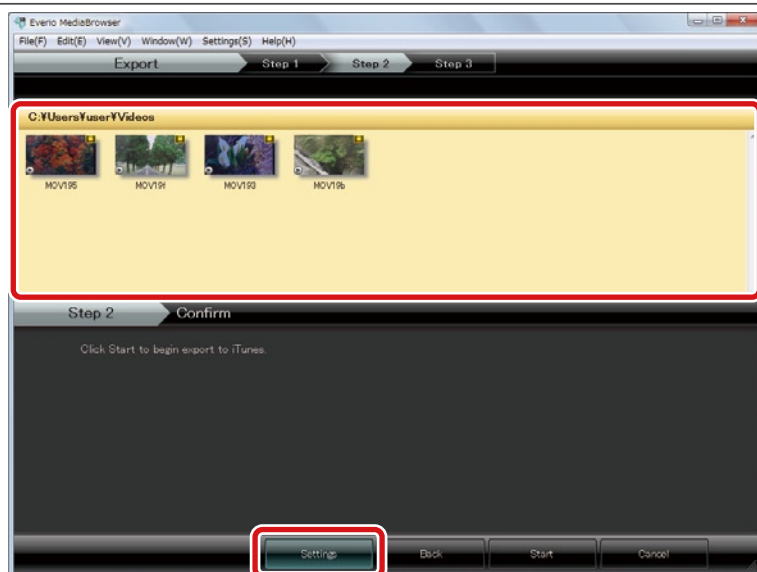 Everio MediaBrowser
File(F) Edit(E) View(V) Window(W) Settings(S) Help(H)
Export Step 1 Step 2 Step 3
C:¥Users¥user¥Videos
MOV195 MOV19f MOV193 MOV19b
Step 2 Confirm
Click Start to begin export to iTunes.
Settings Back Start Cancel